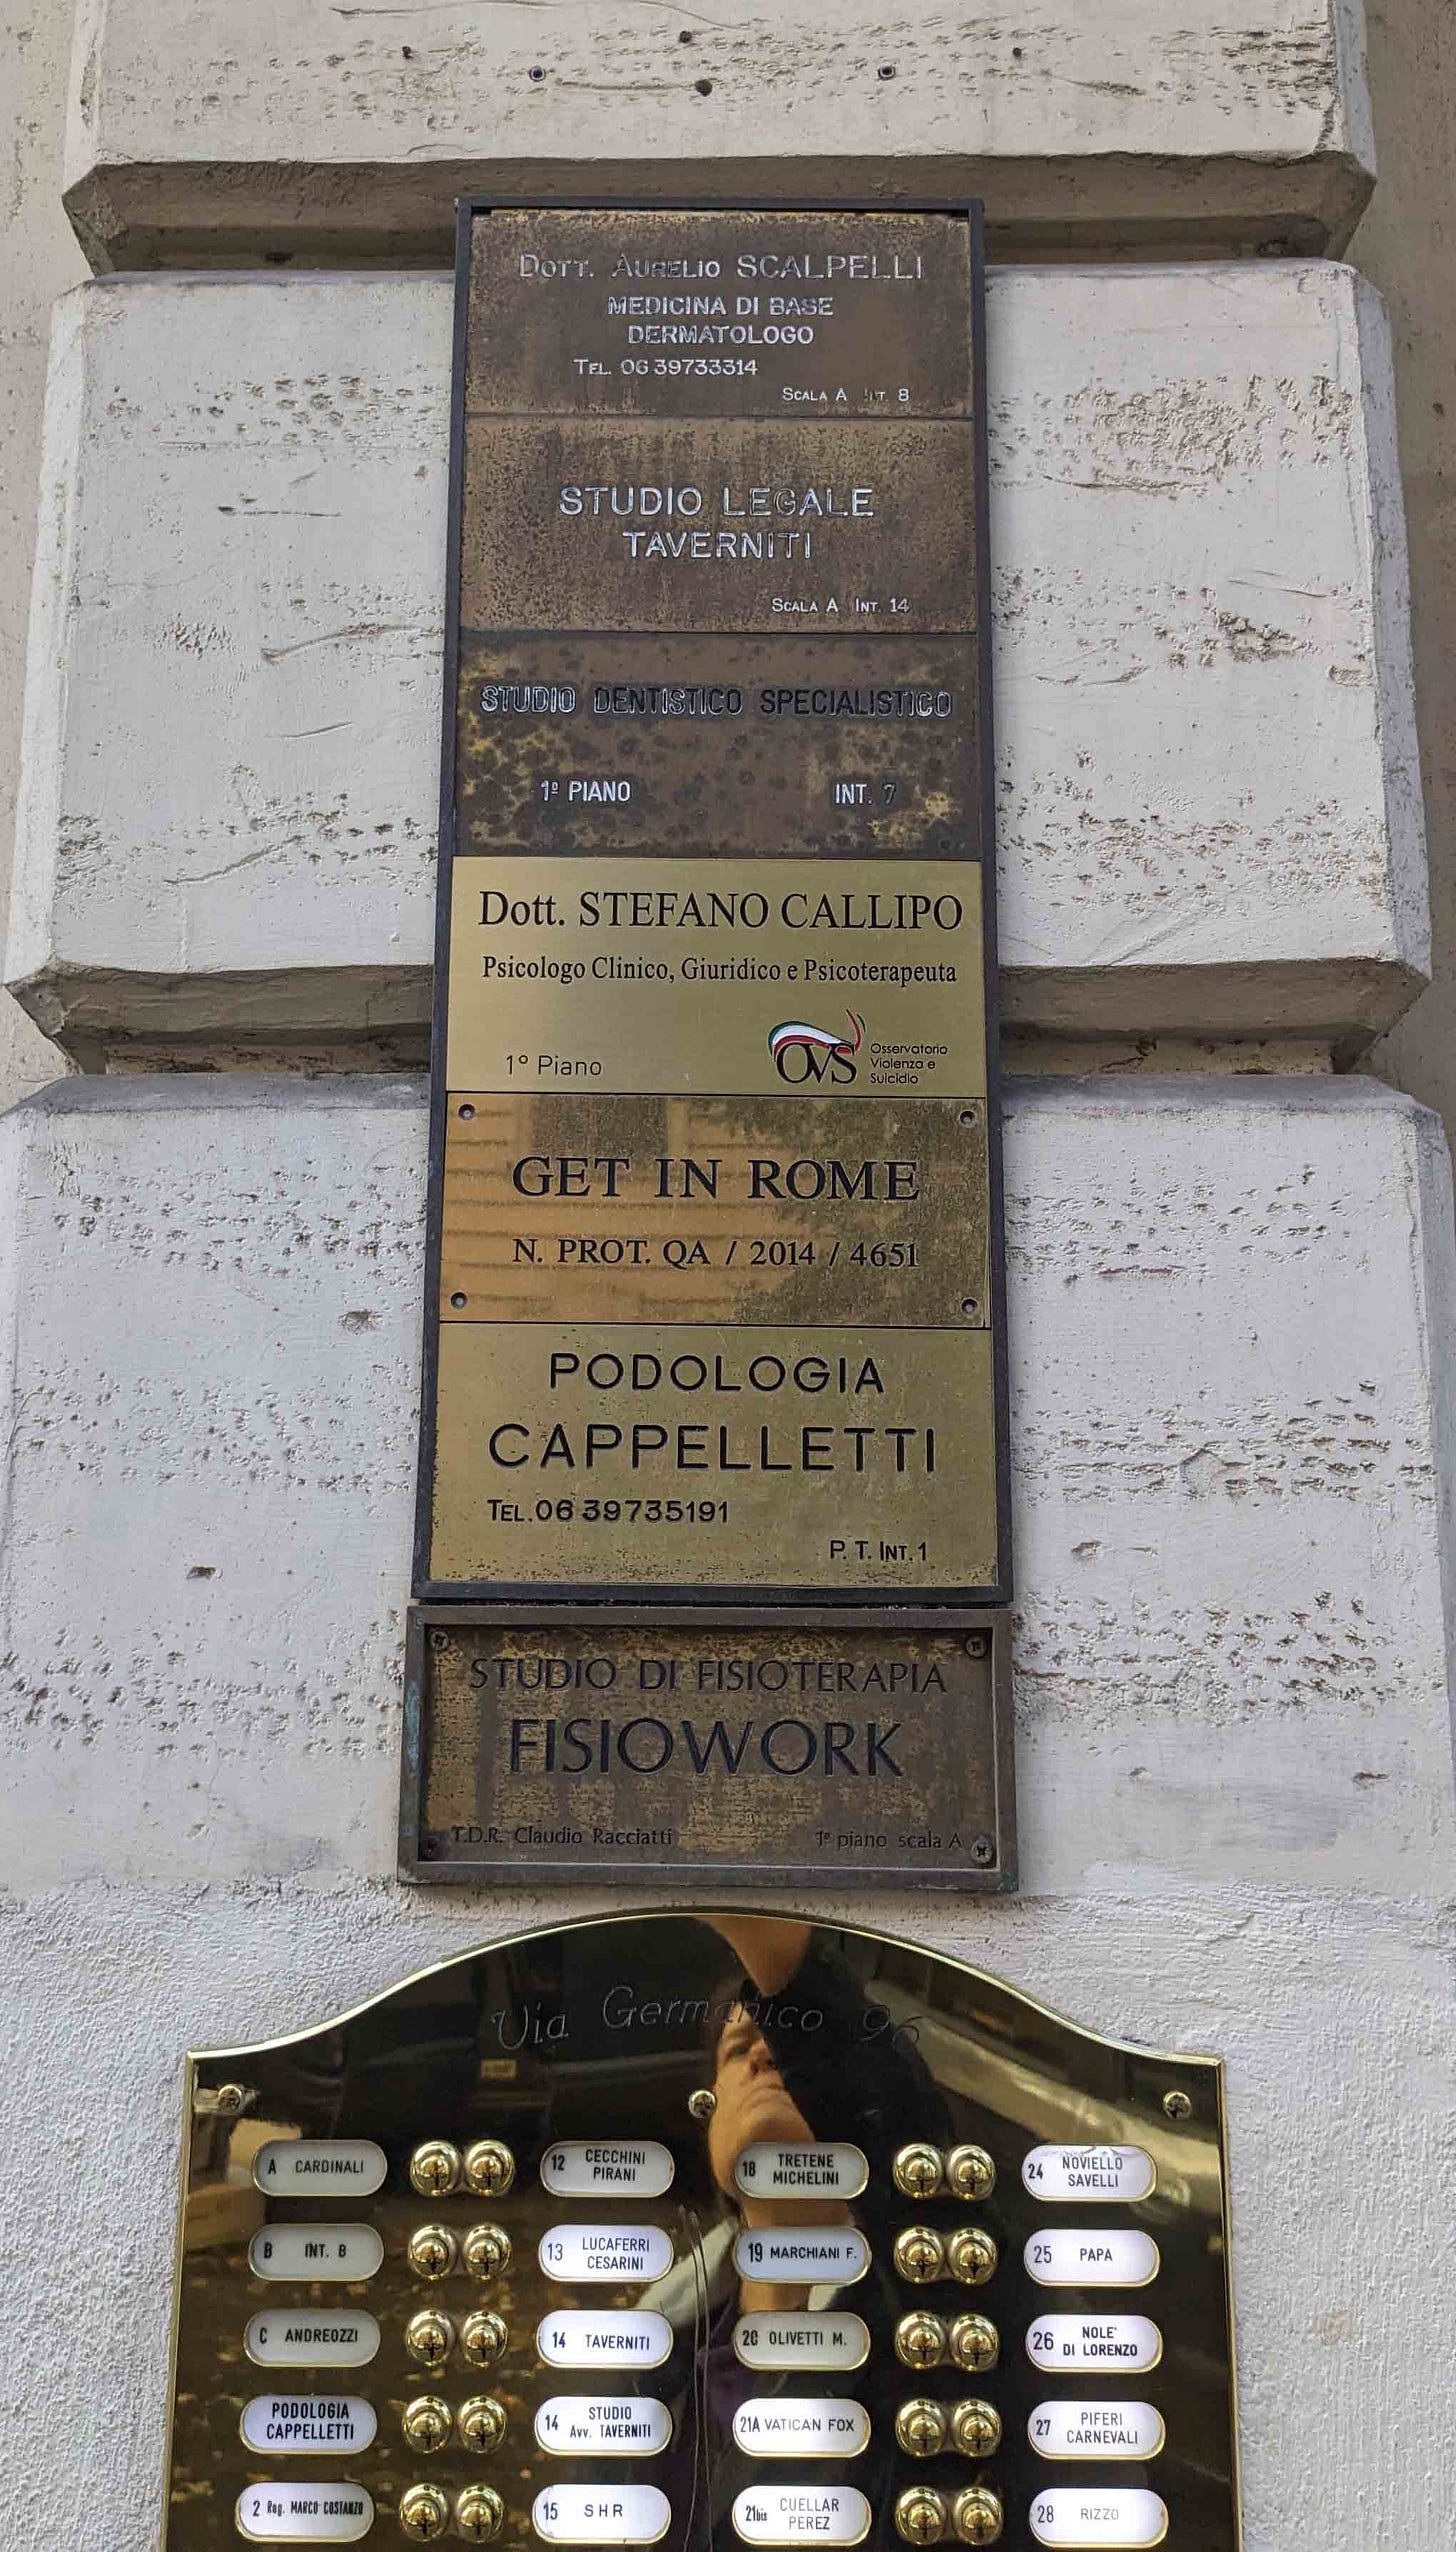 Dott. Aurelio SCALPELLI
MEDICINA DI BASE
DERMATOLOGO
Tel. 06 39733314
Scala A Int. 8
STUDIO LEGALE
TAVERNITI
Scala A Int. 14
STUDIO DENTISTICO SPECIALISTICO
1º PIANO INT. 7
Dott. STEFANO CALLIPO
Psicologo Clinico, Giuridico e Psicoterapeuta
1° Piano
OVS
Osservatorio
Violenza e
Suicidio
GET IN ROME
N. PROT. QA / 2014 / 4651
PODOLOGIA
CAPPELLETTI
Tel. 06 39735191
P. T. Int. 1
STUDIO DI FISIOTERAPIA
FISIOWORK
T.D.R. Claudio Racciatti 1º piano scala A
Via Germanico 96
A CARDINALI
B INT. B
C ANDREOZZI
PODOLOGIA
CAPPELLETTI
2 Rag. MARCO COSTANZO
12 CECCHINI
PIRANI
13 LUCAFERRI
CESARINI
14 TAVERNITI
14 STUDIO
Avv. TAVERNITI
15 SHR
18 TRETENE
MICHELINI
19 MARCHIANI F.
20 OLIVETTI M.
21A VATICAN FOX
21bis CUELLAR
PEREZ
24 NOVIELLO
SAVELLI
25 PAPA
26 NOLE'
DI LORENZO
27 PIFERI
CARNEVALI
28 RIZZO